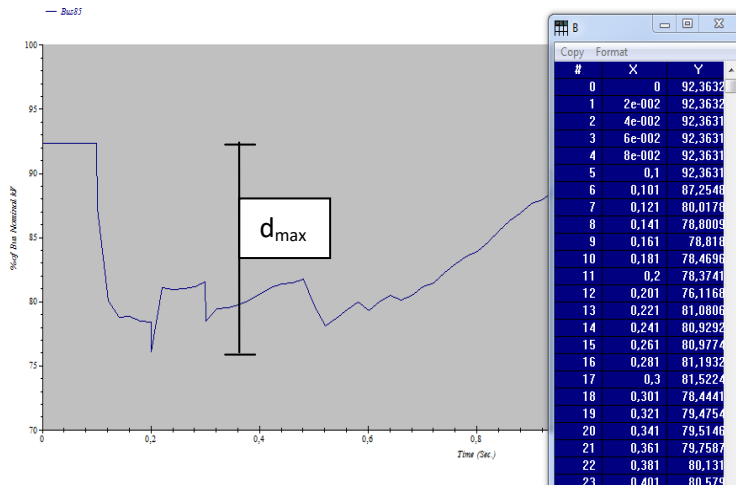 Bus85
100
95
90
85
80
75
70
% of Bus Nominal kV
0
0,2
0,4
0,6
0,8
Time (Sec.)
dmax
B
Copy Format
# X Y
0 0 92,3632
1 2e-002 92,3632
2 4e-002 92,3631
3 6e-002 92,3631
4 8e-002 92,3631
5 0,1 92,3631
6 0,101 87,2548
7 0,121 80,0178
8 0,141 78,8009
9 0,161 78,818
10 0,181 78,4696
11 0,2 78,3741
12 0,201 76,1168
13 0,221 81,0806
14 0,241 80,9292
15 0,261 80,9774
16 0,281 81,1932
17 0,3 81,5224
18 0,301 78,4441
19 0,321 79,4754
20 0,341 79,5146
21 0,361 79,7587
22 0,381 80,131
23 0,401 80,579